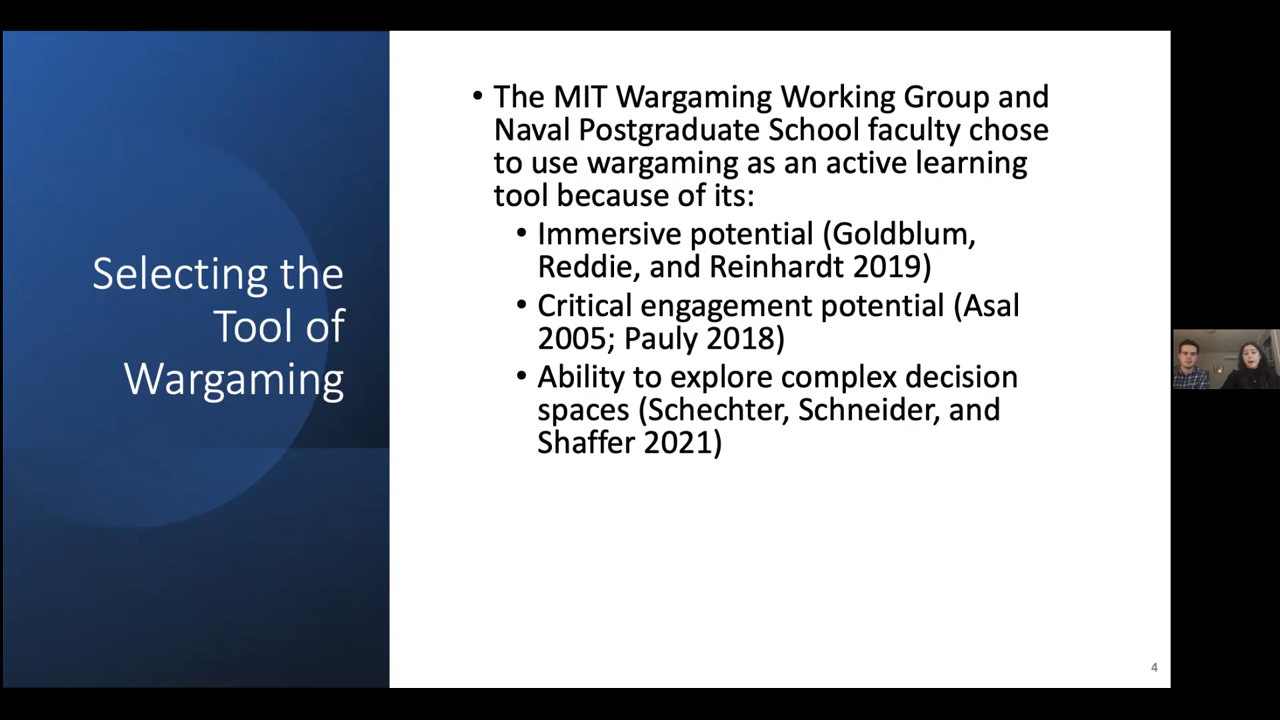 Selecting the
Tool of
Wargaming
• The MIT Wargaming Working Group and
Naval Postgraduate School faculty chose
to use wargaming as an active learning
tool because of its:
• Immersive potential (Goldblum,
Reddie, and Reinhardt 2019)
• Critical engagement potential (Asal
2005; Pauly 2018)
• Ability to explore complex decision
spaces (Schechter, Schneider, and
Shaffer 2021)
4